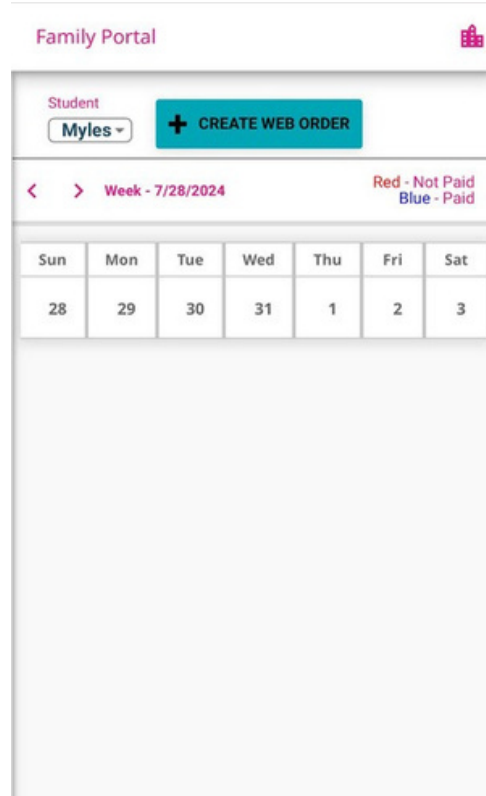 Family Portal
Student
Myles
+ CREATE WEB ORDER
< > Week - 7/28/2024
Red - Not Paid
Blue - Paid
Sun Mon Tue Wed Thu Fri Sat
28 29 30 31 1 2 3